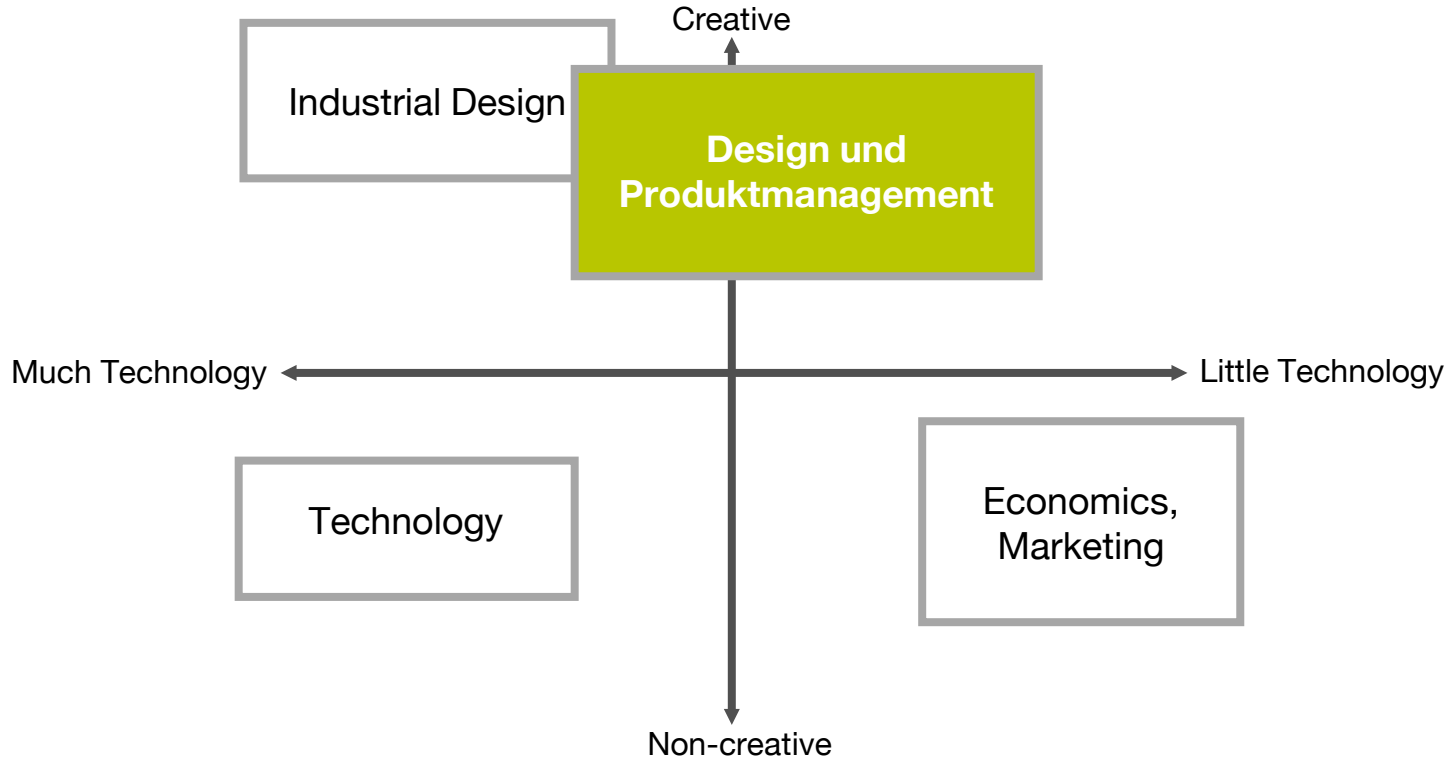 Creative
Industrial Design
Design und
Produktmanagement
Much Technology
Little Technology
Technology
Economics,
Marketing
Non-creative